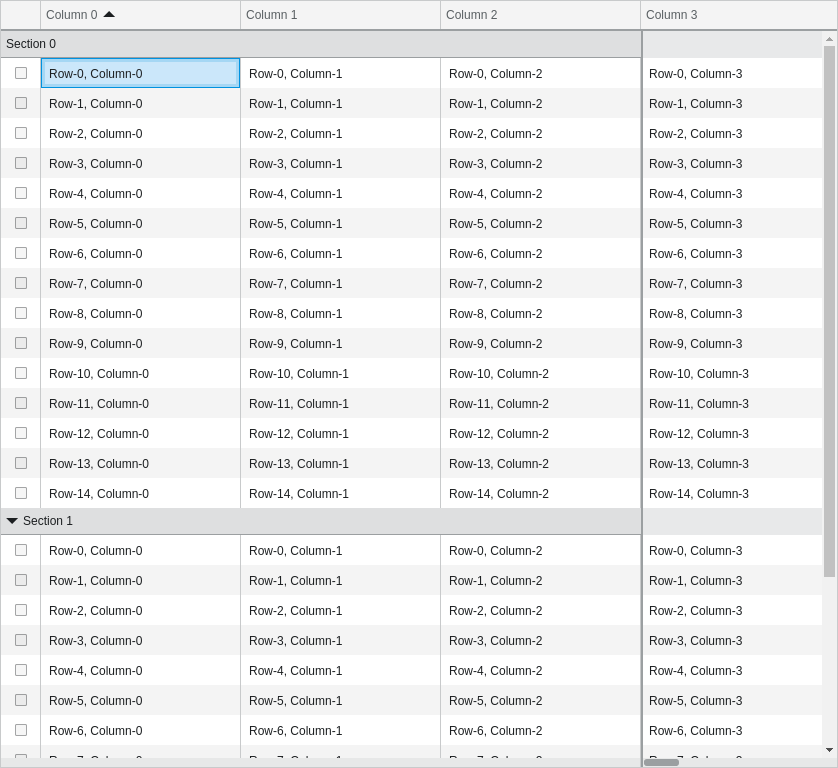 Column 0 Column 1 Column 2 Column 3
Section 0
Row-0, Column-0 Row-0, Column-1 Row-0, Column-2 Row-0, Column-3
Row-1, Column-0 Row-1, Column-1 Row-1, Column-2 Row-1, Column-3
Row-2, Column-0 Row-2, Column-1 Row-2, Column-2 Row-2, Column-3
Row-3, Column-0 Row-3, Column-1 Row-3, Column-2 Row-3, Column-3
Row-4, Column-0 Row-4, Column-1 Row-4, Column-2 Row-4, Column-3
Row-5, Column-0 Row-5, Column-1 Row-5, Column-2 Row-5, Column-3
Row-6, Column-0 Row-6, Column-1 Row-6, Column-2 Row-6, Column-3
Row-7, Column-0 Row-7, Column-1 Row-7, Column-2 Row-7, Column-3
Row-8, Column-0 Row-8, Column-1 Row-8, Column-2 Row-8, Column-3
Row-9, Column-0 Row-9, Column-1 Row-9, Column-2 Row-9, Column-3
Row-10, Column-0 Row-10, Column-1 Row-10, Column-2 Row-10, Column-3
Row-11, Column-0 Row-11, Column-1 Row-11, Column-2 Row-11, Column-3
Row-12, Column-0 Row-12, Column-1 Row-12, Column-2 Row-12, Column-3
Row-13, Column-0 Row-13, Column-1 Row-13, Column-2 Row-13, Column-3
Row-14, Column-0 Row-14, Column-1 Row-14, Column-2 Row-14, Column-3
Section 1
Row-0, Column-0 Row-0, Column-1 Row-0, Column-2 Row-0, Column-3
Row-1, Column-0 Row-1, Column-1 Row-1, Column-2 Row-1, Column-3
Row-2, Column-0 Row-2, Column-1 Row-2, Column-2 Row-2, Column-3
Row-3, Column-0 Row-3, Column-1 Row-3, Column-2 Row-3, Column-3
Row-4, Column-0 Row-4, Column-1 Row-4, Column-2 Row-4, Column-3
Row-5, Column-0 Row-5, Column-1 Row-5, Column-2 Row-5, Column-3
Row-6, Column-0 Row-6, Column-1 Row-6, Column-2 Row-6, Column-3